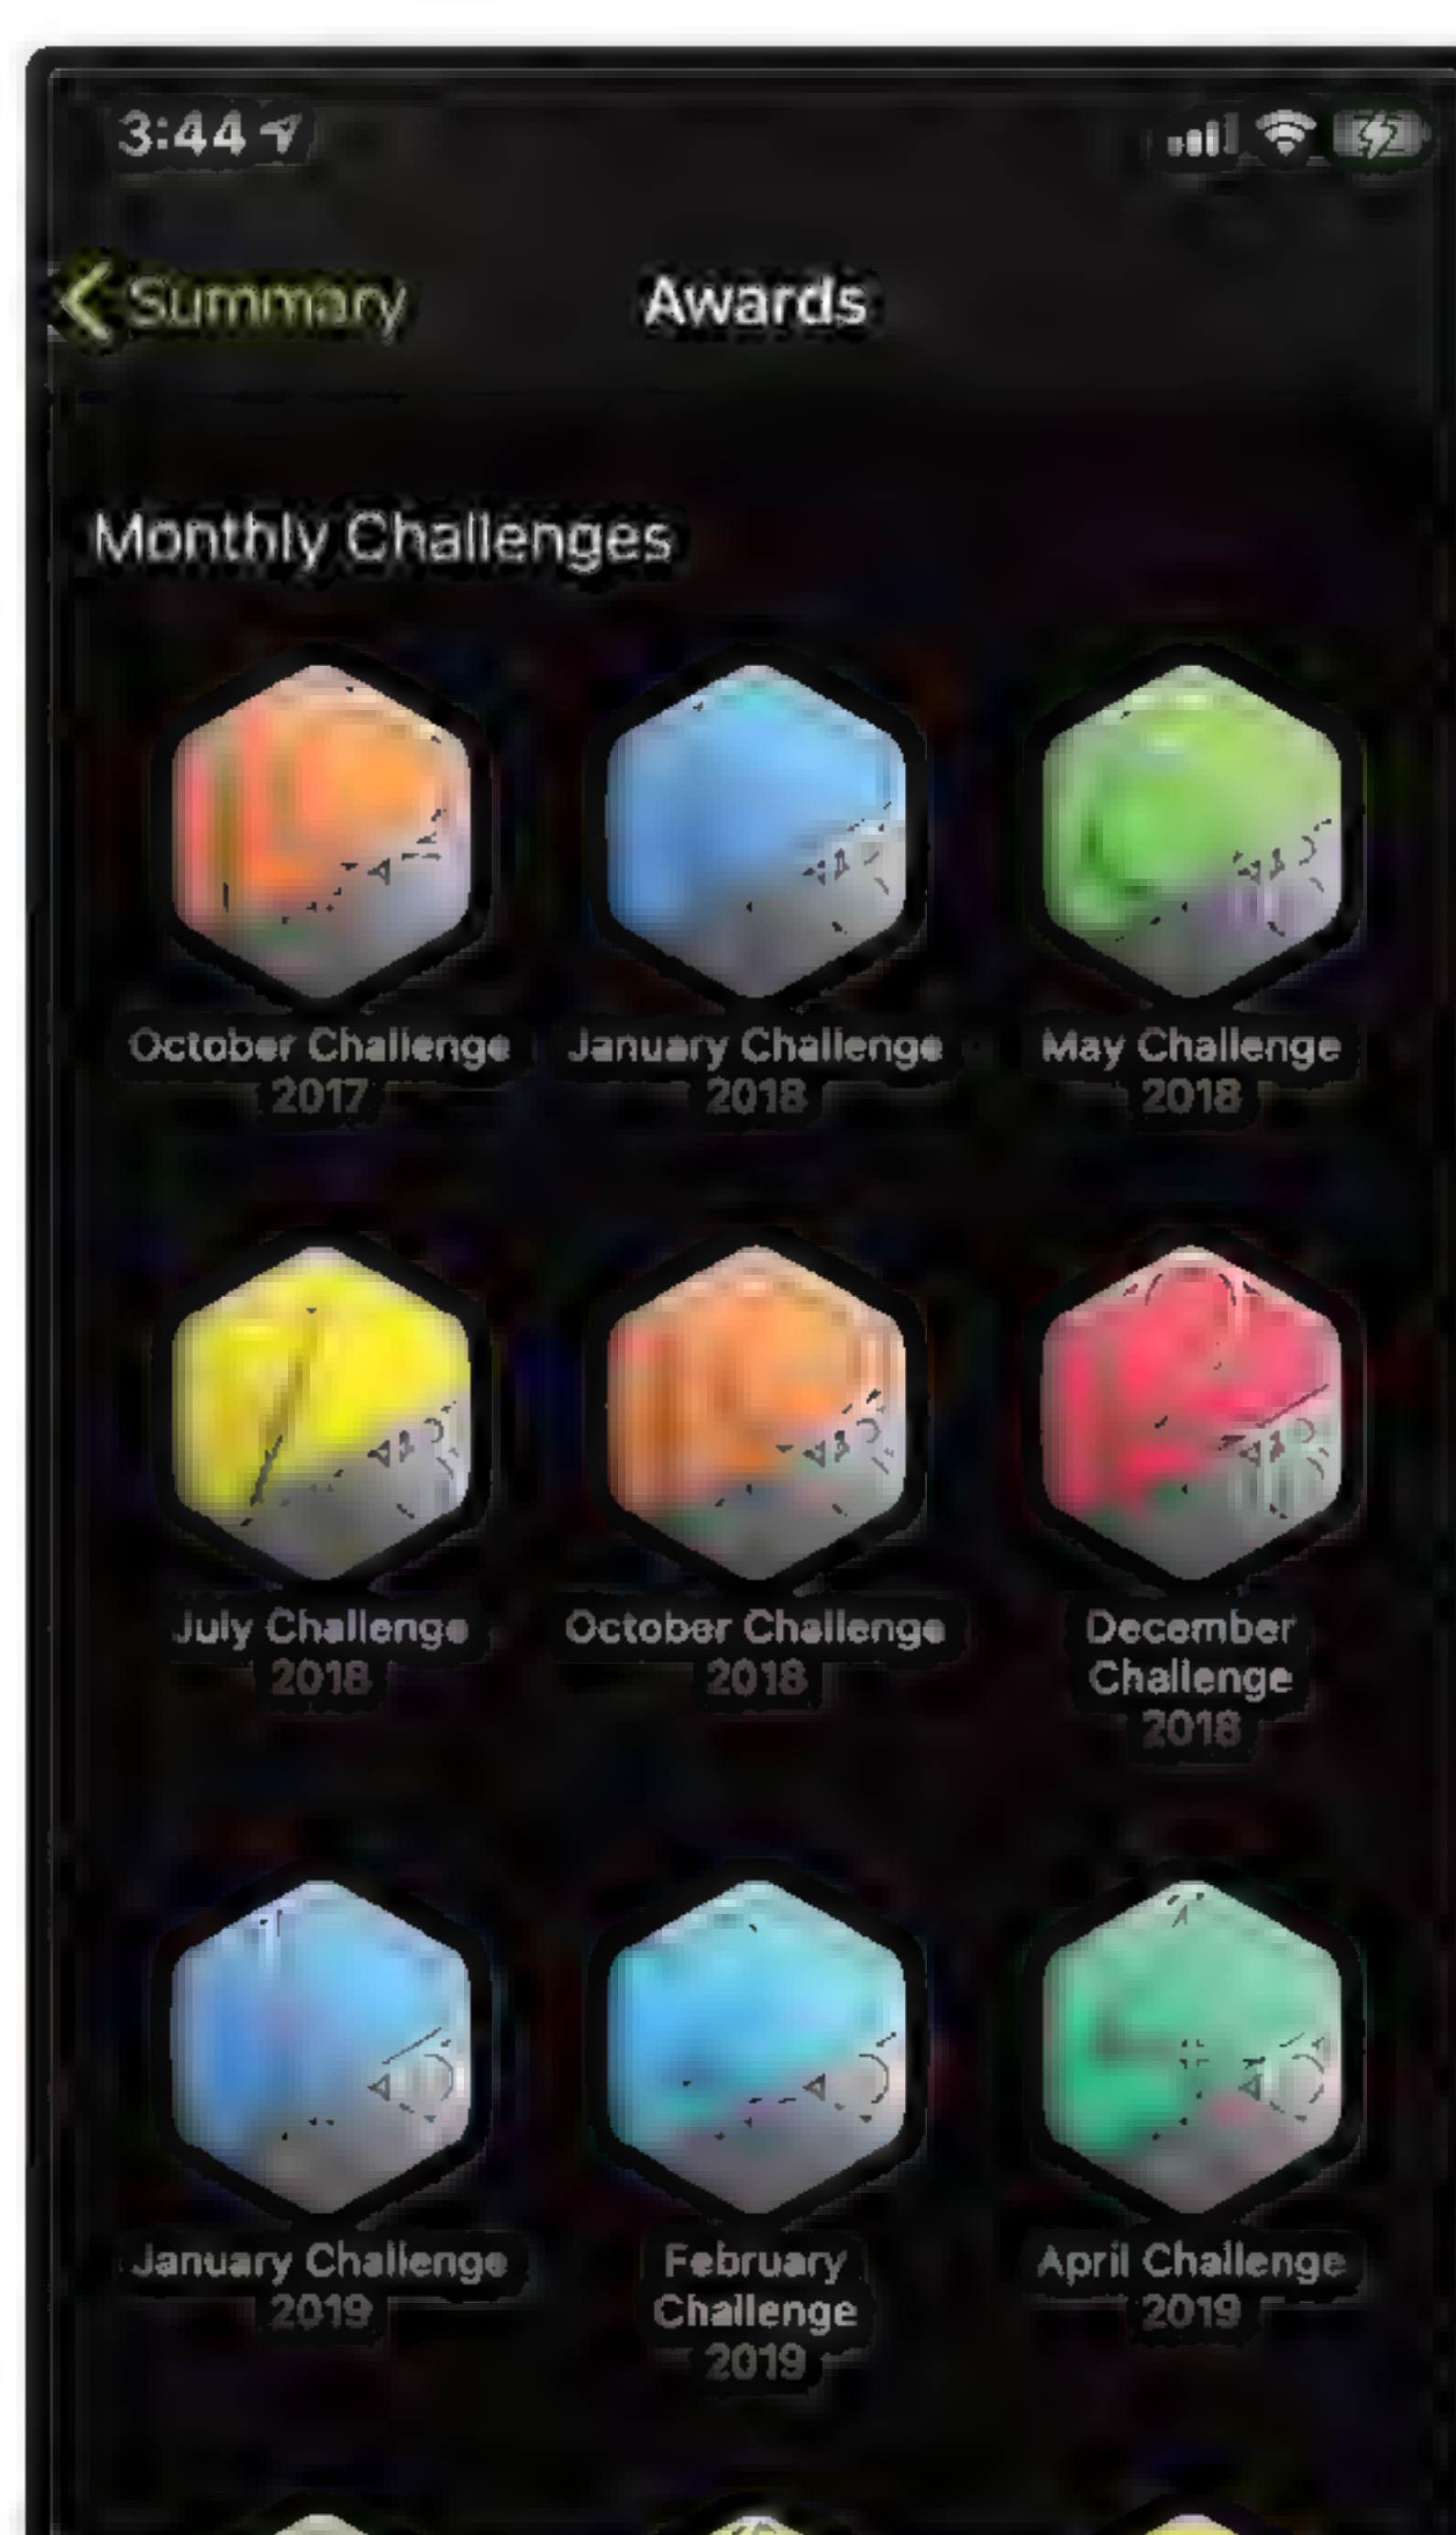 3:44
Summary
Awards
Monthly Challenges
October Challenge
2017
January Challenge
2018
May Challenge
2018
July Challenge
2018
October Challenge
2018
December
Challenge
2018
January Challenge
2019
February
Challenge
2019
April Challenge
2019